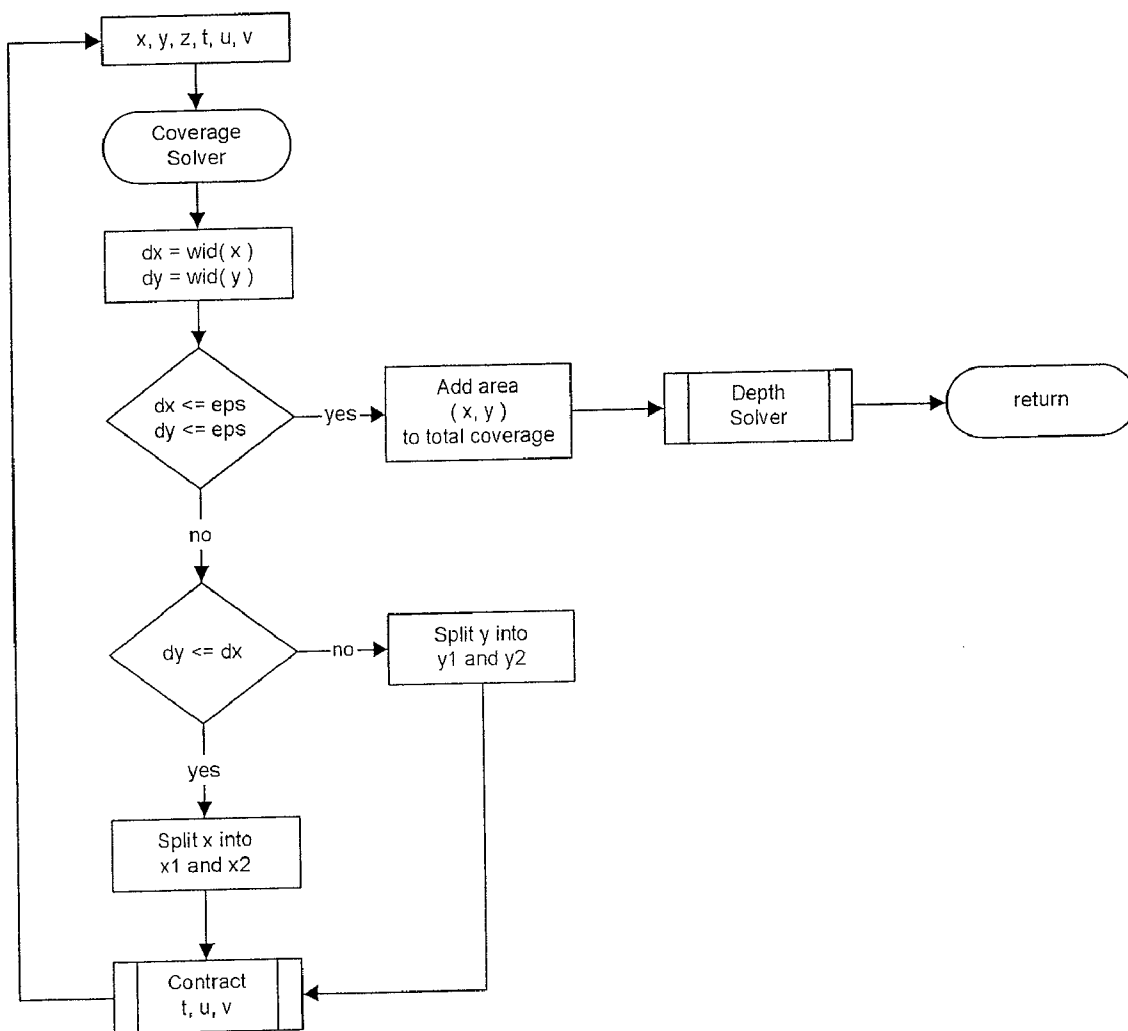 x, y, z, t, u, v
Coverage
Solver
dx = wid( x )
dy = wid( y )
dx <= eps
dy <= eps
yes
Add area
( x, y )
to total coverage
Depth
Solver
return
no
dy <= dx
no
Split y into
y1 and y2
yes
Split x into
x1 and x2
Contract
t, u, v